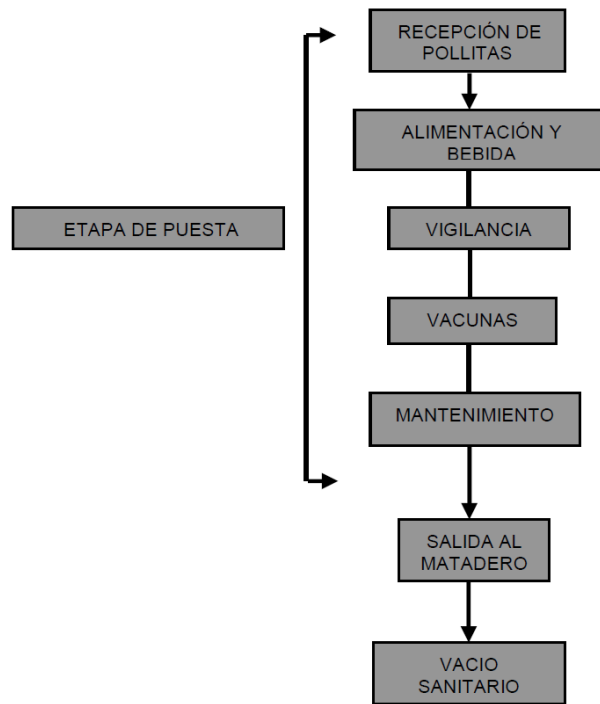 RECEPCIÓN DE
POLLITAS
ALIMENTACIÓN Y
BEBIDA
ETAPA DE PUESTA
VIGILANCIA
VACUNAS
MANTENIMIENTO
SALIDA AL
MATADERO
VACIO
SANITARIO